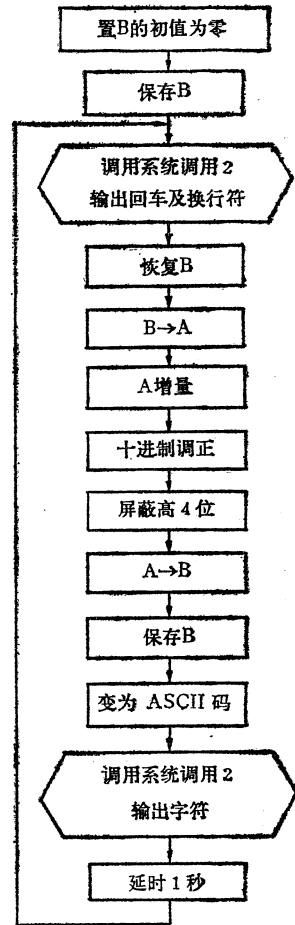 置B的初值为零
保存B
调用系统调用2
输出回车及换行符
恢复B
B→A
A增量
十进制调正
屏蔽高4位
A→B
保存B
变为 ASCII 码
调用系统调用2
输出字符
延时1秒